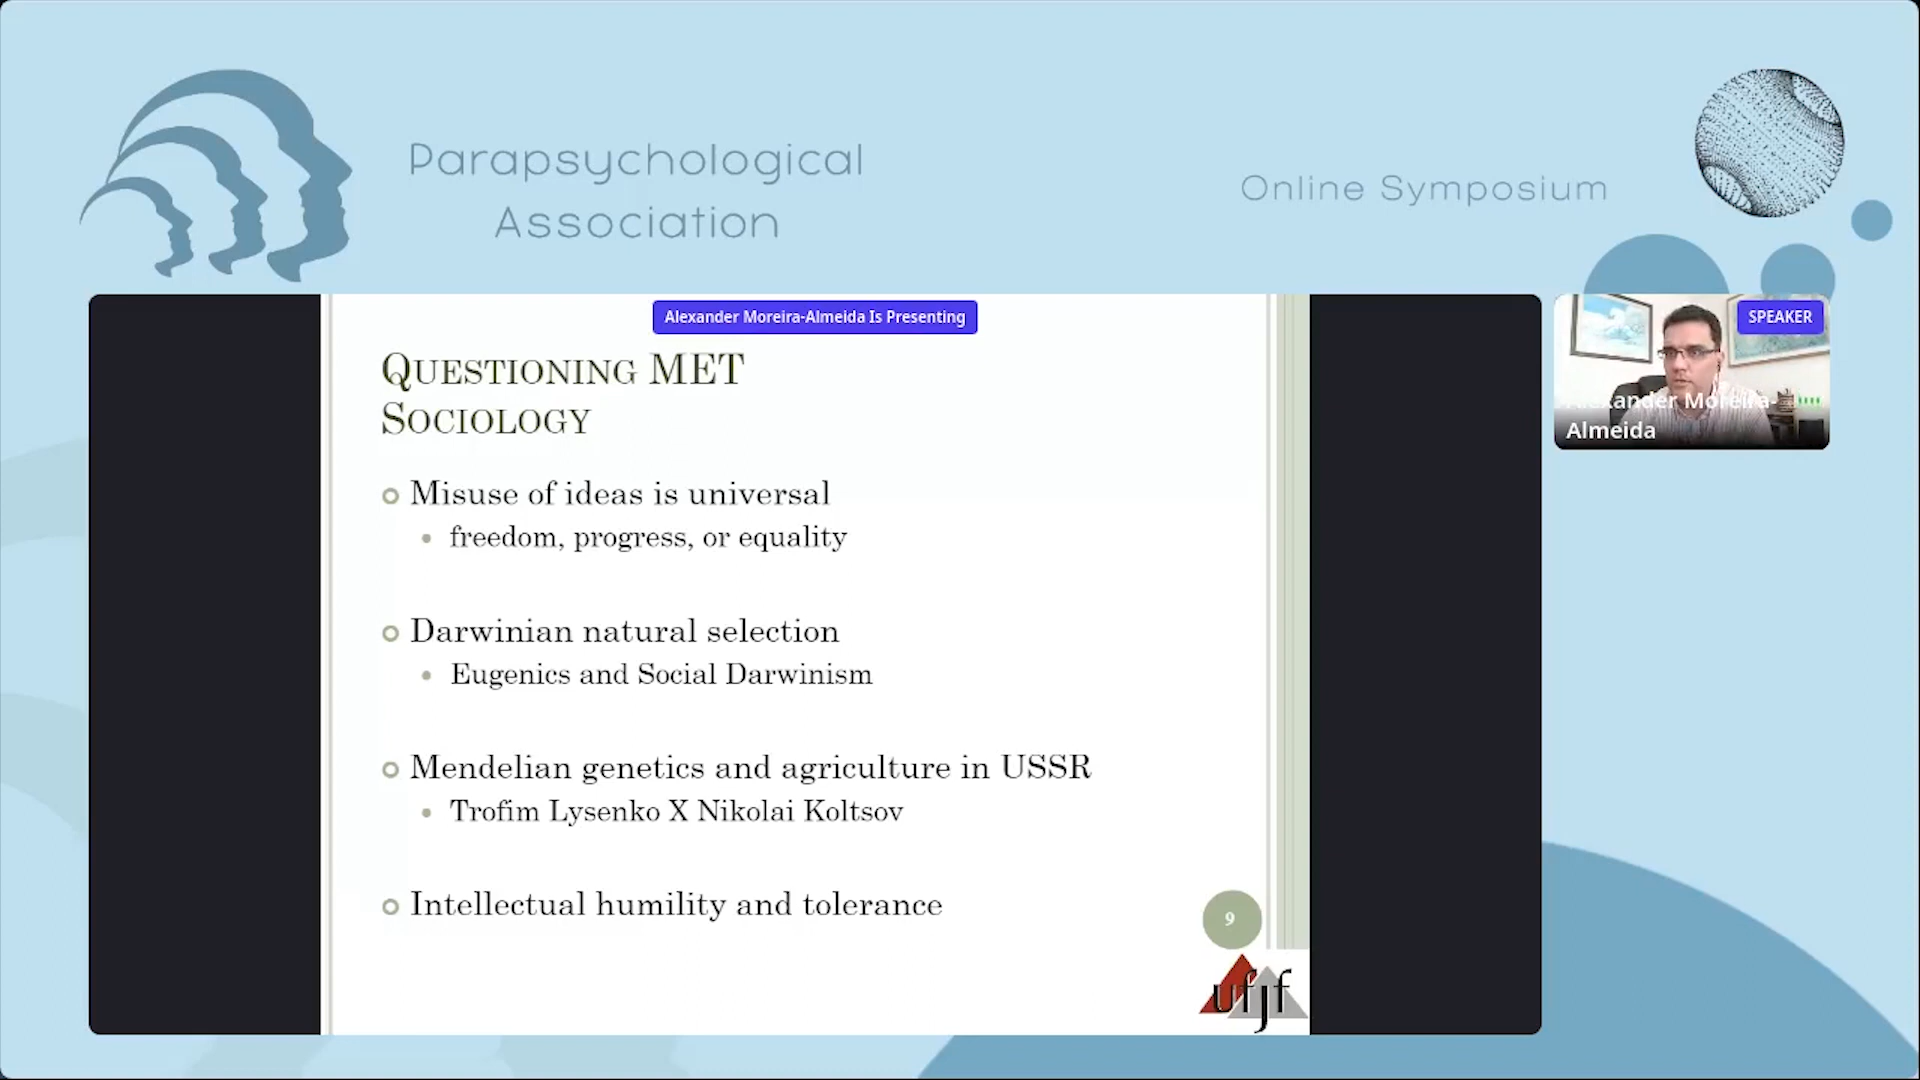 Parapsychological
Association
Online Symposium
Alexander Moreira-Almeida Is Presenting
SPEAKER
Alexander Moreira-
Almeida
QUESTIONING MET
SOCIOLOGY
Misuse of ideas is universal
freedom, progress, or equality
Darwinian natural selection
Eugenics and Social Darwinism
Mendelian genetics and agriculture in USSR
Trofim Lysenko X Nikolai Koltsov
Intellectual humility and tolerance
9
ufjf